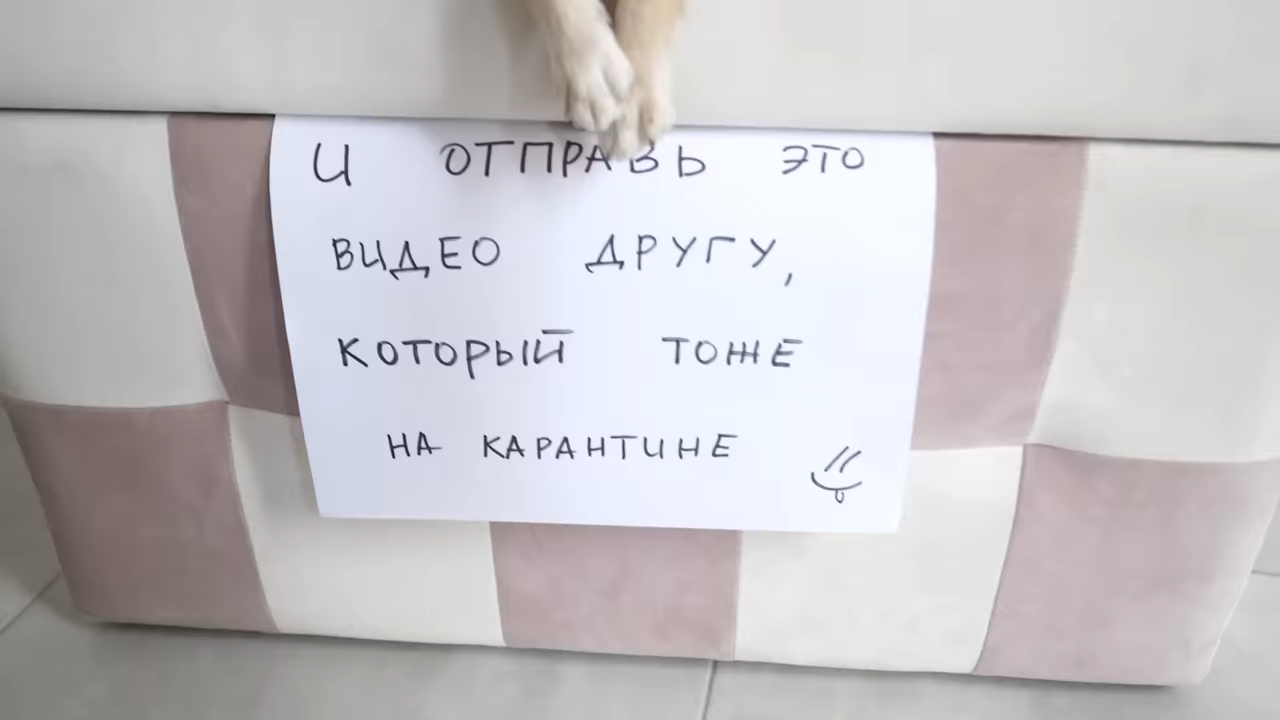 И ОТПРАВЬ ЭТО
ВИДЕО ДРУГУ,
КОТОРЫЙ ТОЖЕ
НА КАРАНТИНЕ